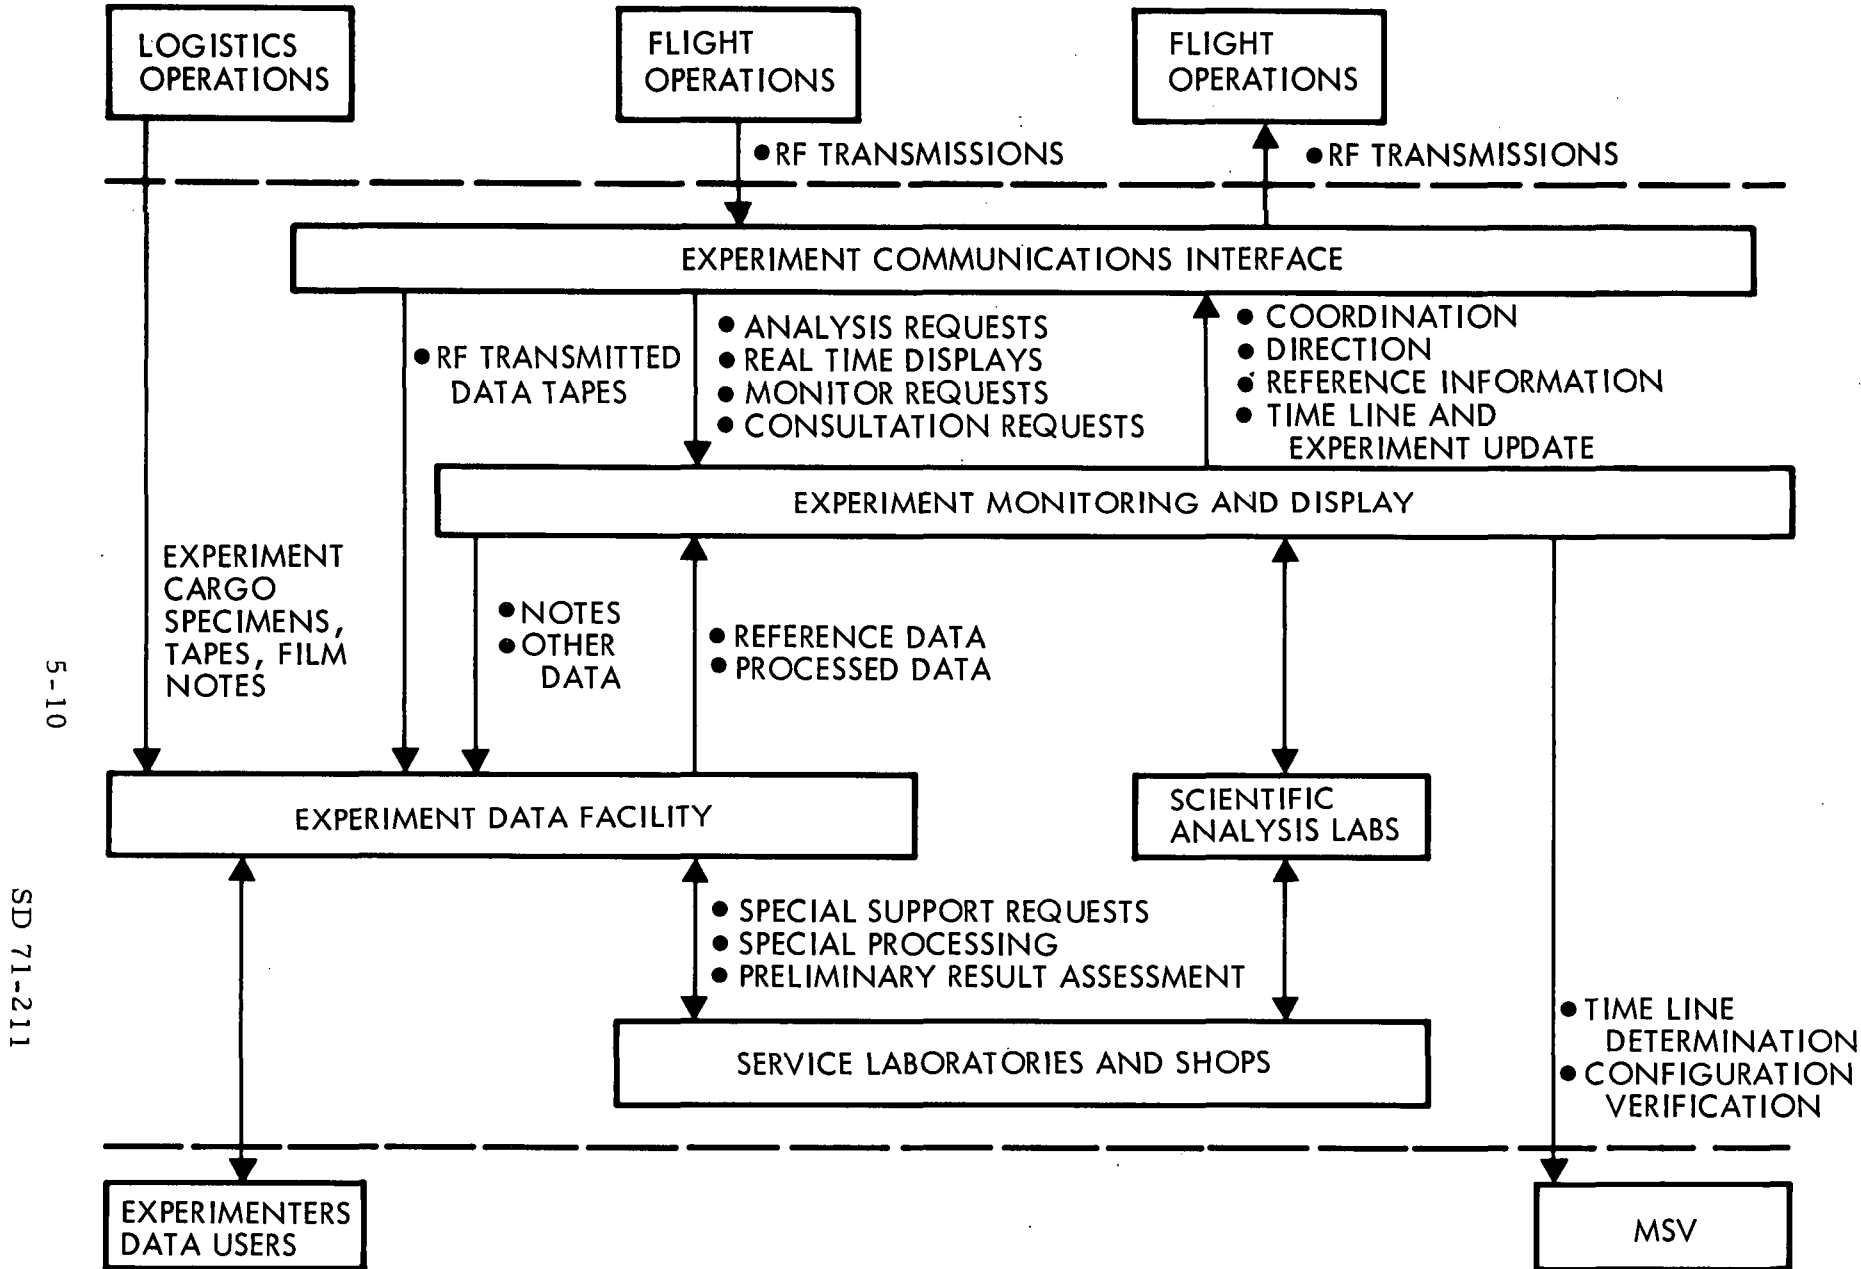 LOGISTICS
OPERATIONS
FLIGHT
OPERATIONS
FLIGHT
OPERATIONS
● RF TRANSMISSIONS
● RF TRANSMISSIONS
EXPERIMENT COMMUNICATIONS INTERFACE
● RF TRANSMITTED
DATA TAPES
● ANALYSIS REQUESTS
● REAL TIME DISPLAYS
● MONITOR REQUESTS
● CONSULTATION REQUESTS
● COORDINATION
● DIRECTION
● REFERENCE INFORMATION
● TIME LINE AND
EXPERIMENT UPDATE
EXPERIMENT MONITORING AND DISPLAY
EXPERIMENT
CARGO
SPECIMENS,
TAPES, FILM
NOTES
● NOTES
● OTHER
DATA
● REFERENCE DATA
● PROCESSED DATA
EXPERIMENT DATA FACILITY
SCIENTIFIC
ANALYSIS LABS
● SPECIAL SUPPORT REQUESTS
● SPECIAL PROCESSING
● PRELIMINARY RESULT ASSESSMENT
SERVICE LABORATORIES AND SHOPS
● TIME LINE
DETERMINATION
● CONFIGURATION
VERIFICATION
EXPERIMENTERS
DATA USERS
MSV
5-10
SD 71-211